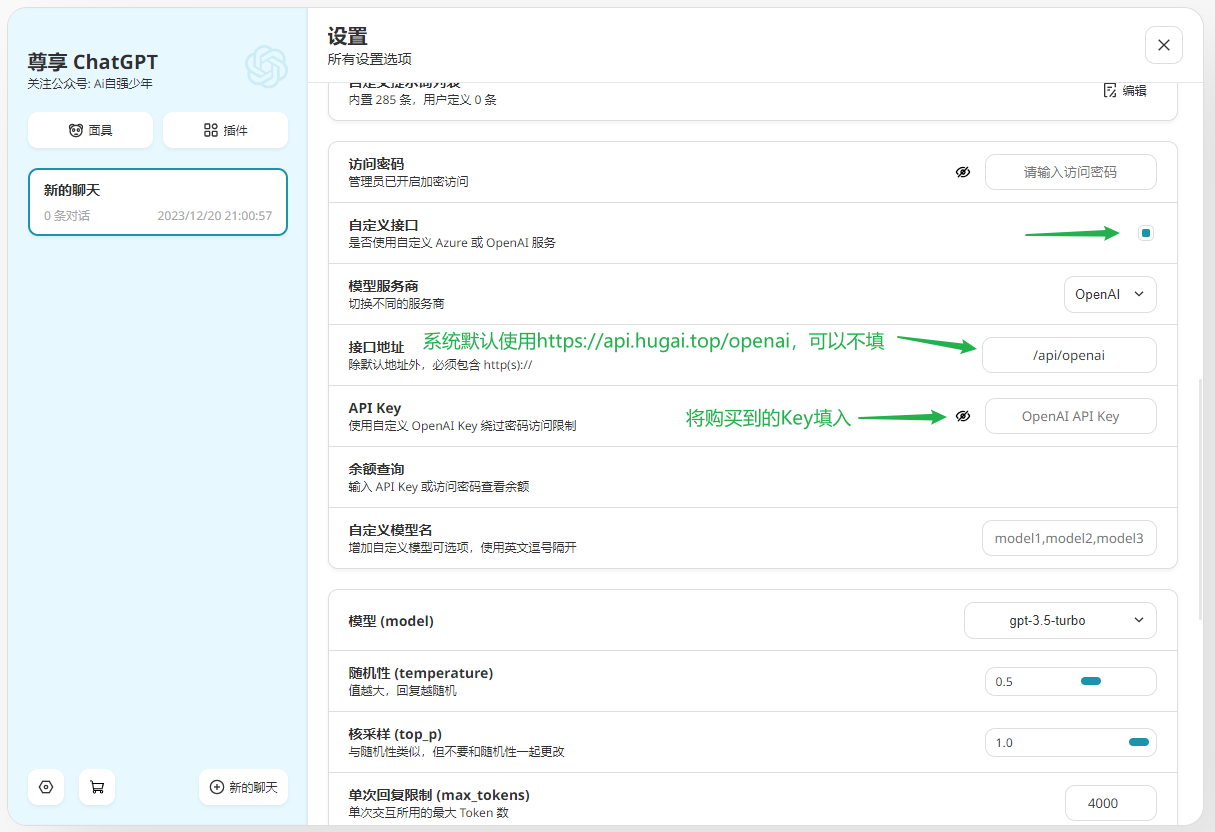 尊享 ChatGPT
关注公众号: Ai自强少年
面具
插件
新的聊天
0 条对话
2023/12/20 21:00:57
新的聊天
设置
所有设置选项
自定义提示词列表
内置 285 条，用户定义 0 条
编辑
访问密码
管理员已开启加密访问
请输入访问密码
自定义接口
是否使用自定义 Azure 或 OpenAI 服务
模型服务商
切换不同的服务商
OpenAI
接口地址
除默认地址外，必须包含 http(s)://
系统默认使用https://api.hugai.top/openai，可以不填
/api/openai
API Key
使用自定义 OpenAI Key 绕过密码访问限制
将购买到的Key填入
OpenAI API Key
余额查询
输入 API Key 或访问密码查看余额
自定义模型名
增加自定义模型可选项，使用英文逗号隔开
model1,model2,model3
模型 (model)
gpt-3.5-turbo
随机性 (temperature)
值越大，回复越随机
0.5
核采样 (top_p)
与随机性类似，但不要和随机性一起更改
1.0
单次回复限制 (max_tokens)
单次交互所用的最大 Token 数
4000